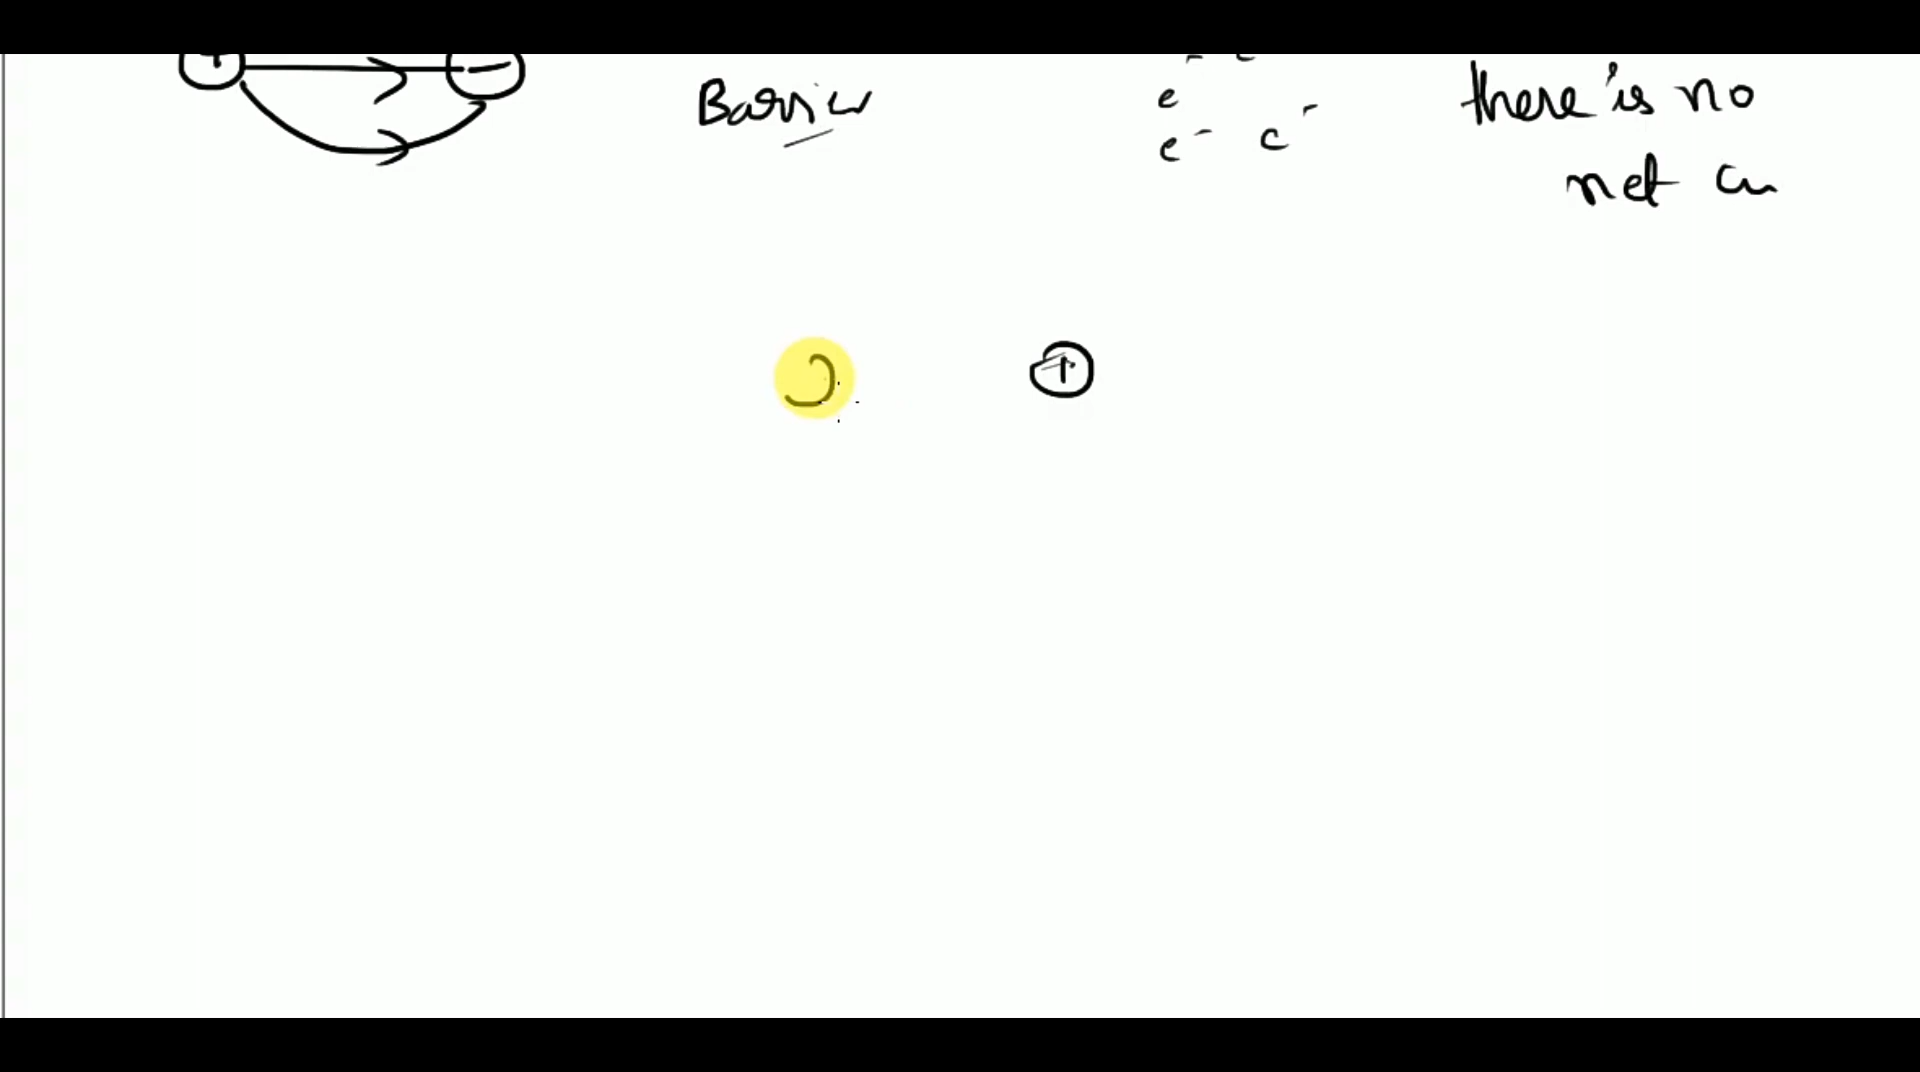 + −
Barrier
e⁻ e⁻
e
e⁻ e⁻
there is no
net cu
+